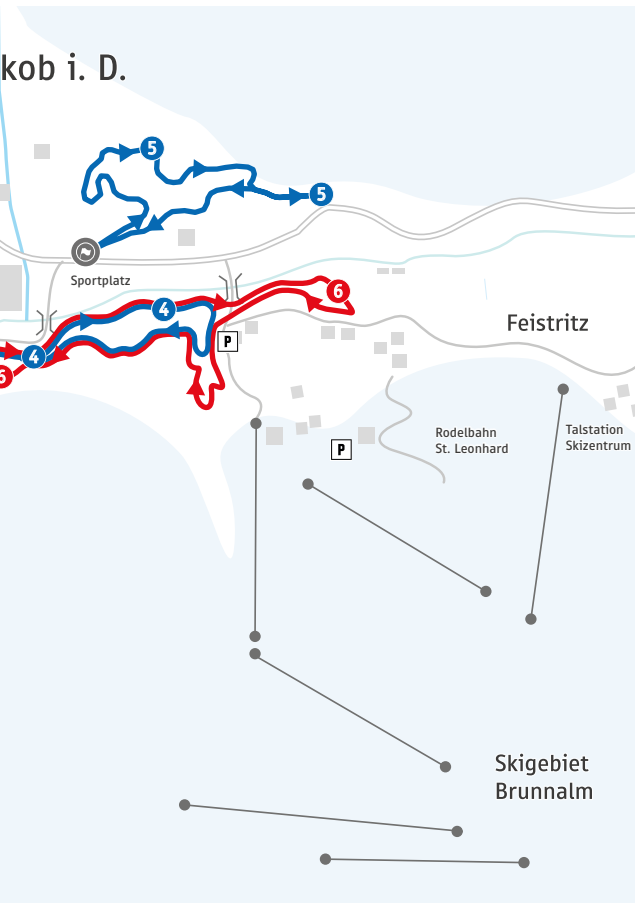 kob i. D.
5
5
Sportplatz
6
4
Feistritz
P
4
6
Rodelbahn
St. Leonhard
Talstation
Skizentrum
P
Skigebiet
Brunnalm